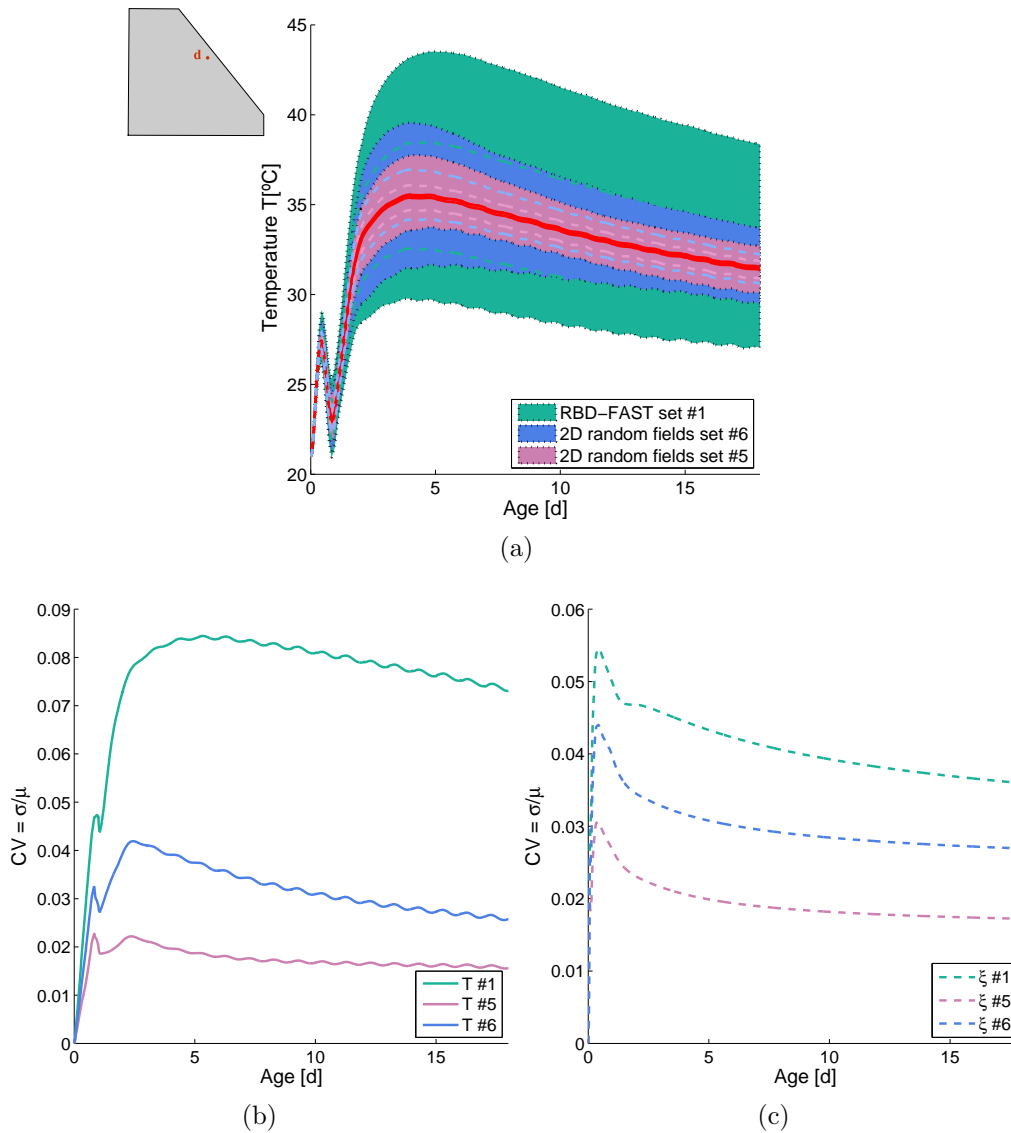 d
45
40
35
30
25
20
Temperature T[ºC]
0
5
10
15
Age [d]
RBD−FAST set #1
2D random fields set #6
2D random fields set #5
(a)
0.09
0.08
0.07
0.06
0.05
0.04
0.03
0.02
0.01
0
CV = σ/μ
0
5
10
15
Age [d]
T #1
T #5
T #6
(b)
0.06
0.05
0.04
0.03
0.02
0.01
0
CV = σ/μ
0
5
10
15
Age [d]
ξ #1
ξ #5
ξ #6
(c)